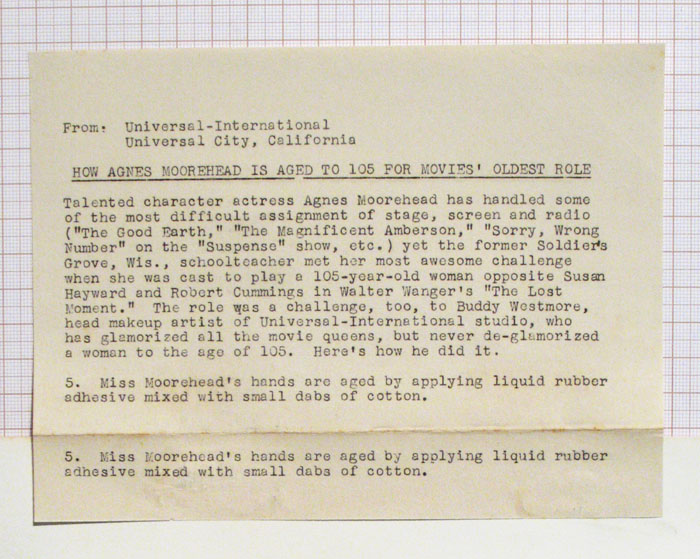 From: Universal-International
Universal City, California
HOW AGNES MOOREHEAD IS AGED TO 105 FOR MOVIES' OLDEST ROLE
Talented character actress Agnes Moorehead has handled some
of the most difficult assignment of stage, screen and radio
("The Good Earth," "The Magnificent Amberson," "Sorry, Wrong
Number" on the "Suspense" show, etc.) yet the former Soldier's
Grove, Wis., schoolteacher met her most awesome challenge
when she was cast to play a 105-year-old woman opposite Susan
Hayward and Robert Cummings in Walter Wanger's "The Lost
Moment." The role was a challenge, too, to Buddy Westmore,
head makeup artist of Universal-International studio, who
has glamorized all the movie queens, but never de-glamorized
a woman to the age of 105. Here's how he did it.
5. Miss Moorehead's hands are aged by applying liquid rubber
adhesive mixed with small dabs of cotton.
5. Miss Moorehead's hands are aged by applying liquid rubber
adhesive mixed with small dabs of cotton.